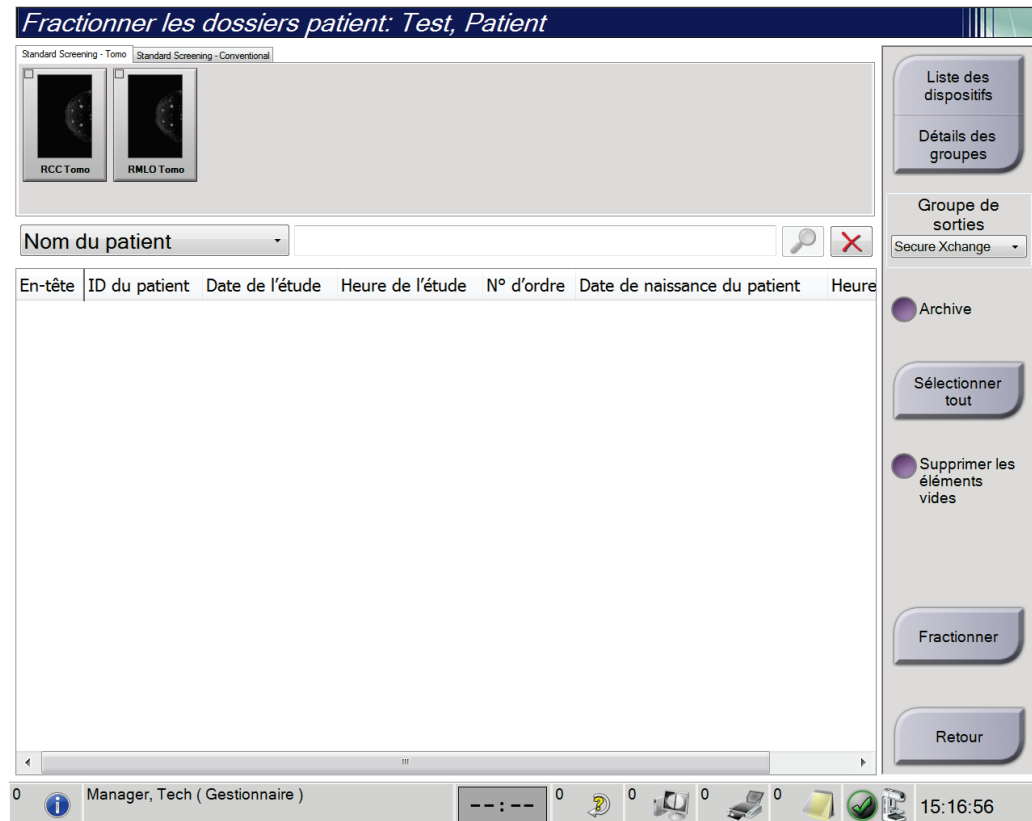 Fractionner les dossiers patient: Test, Patient
Standard Screening - Tomo Standard Screening - Conventional
RCC Tomo RMLO Tomo
Nom du patient
En-tête ID du patient Date de l'étude Heure de l'étude N° d'ordre Date de naissance du patient Heure
Liste des
dispositifs
Détails des
groupes
Groupe de
sorties
Secure Xchange
Archive
Sélectionner
tout
Supprimer les
éléments
vides
Fractionner
Retour
0 Manager, Tech ( Gestionnaire ) --:-- 0 0 0 0 15:16:56